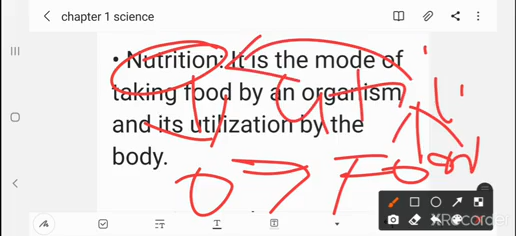 chapter 1 science
• Nutrition: It is the mode of
taking food by an organism
and its utilization by the
body.